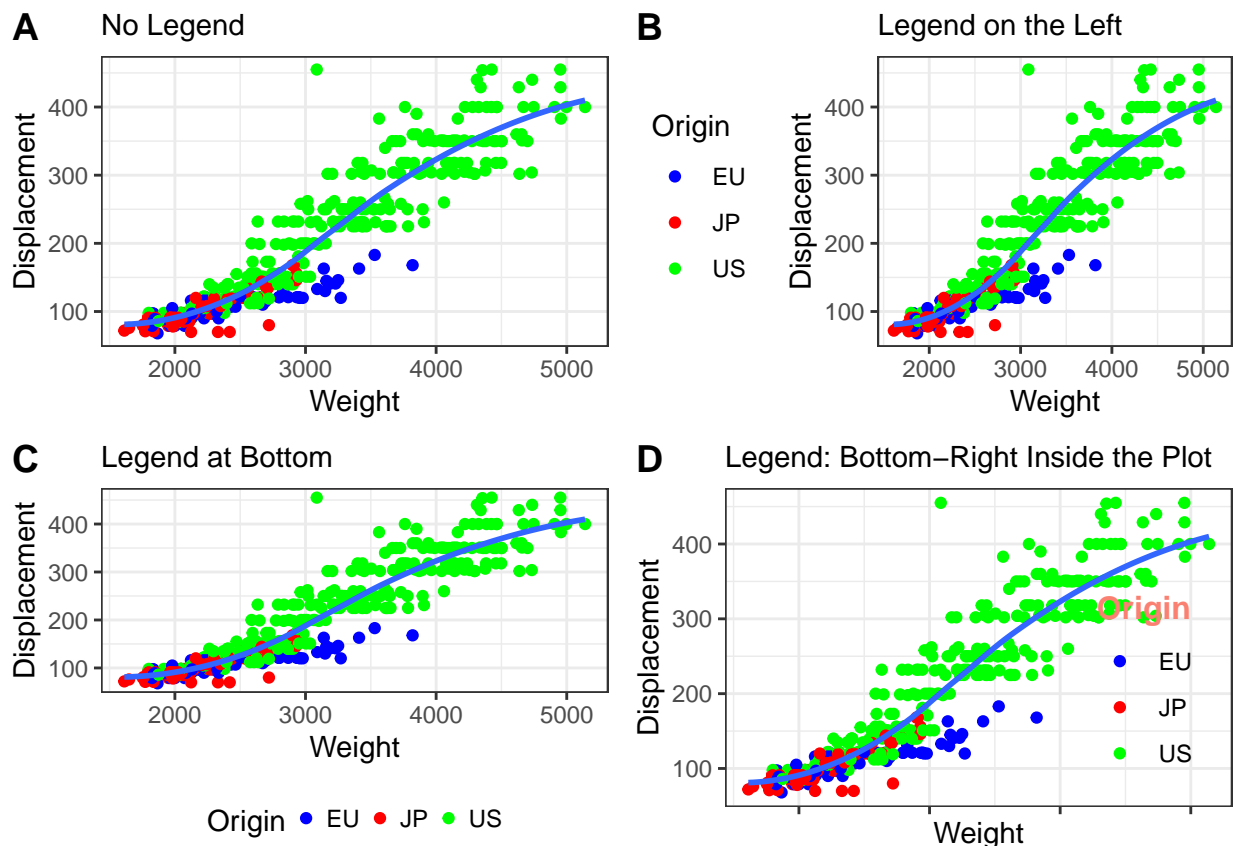 A
No Legend
Displacement
400
300
200
100
2000 3000 4000 5000
Weight
B
Legend on the Left
Origin
EU
JP
US
Displacement
400
300
200
100
2000 3000 4000 5000
Weight
C
Legend at Bottom
Displacement
400
300
200
100
2000 3000 4000 5000
Weight
Origin EU JP US
D
Legend: Bottom−Right Inside the Plot
Displacement
400
300
200
100
Origin
EU
JP
US
Weight